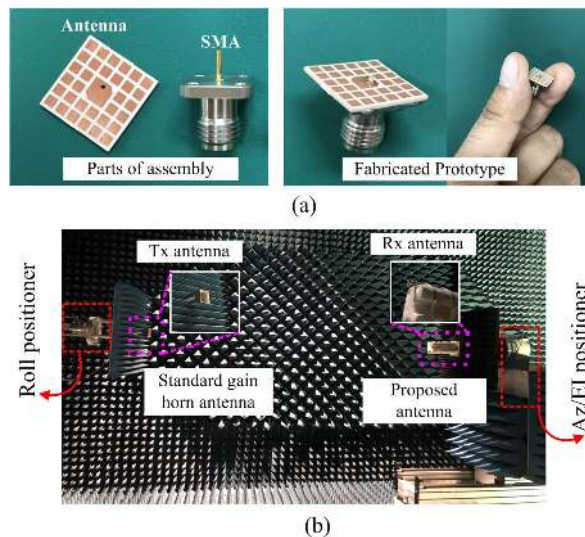 Antenna
SMA
Parts of assembly
Fabricated Prototype
(a)
Tx antenna
Rx antenna
Roll positioner
Standard gain
horn antenna
Proposed
antenna
Az/El positioner
(b)